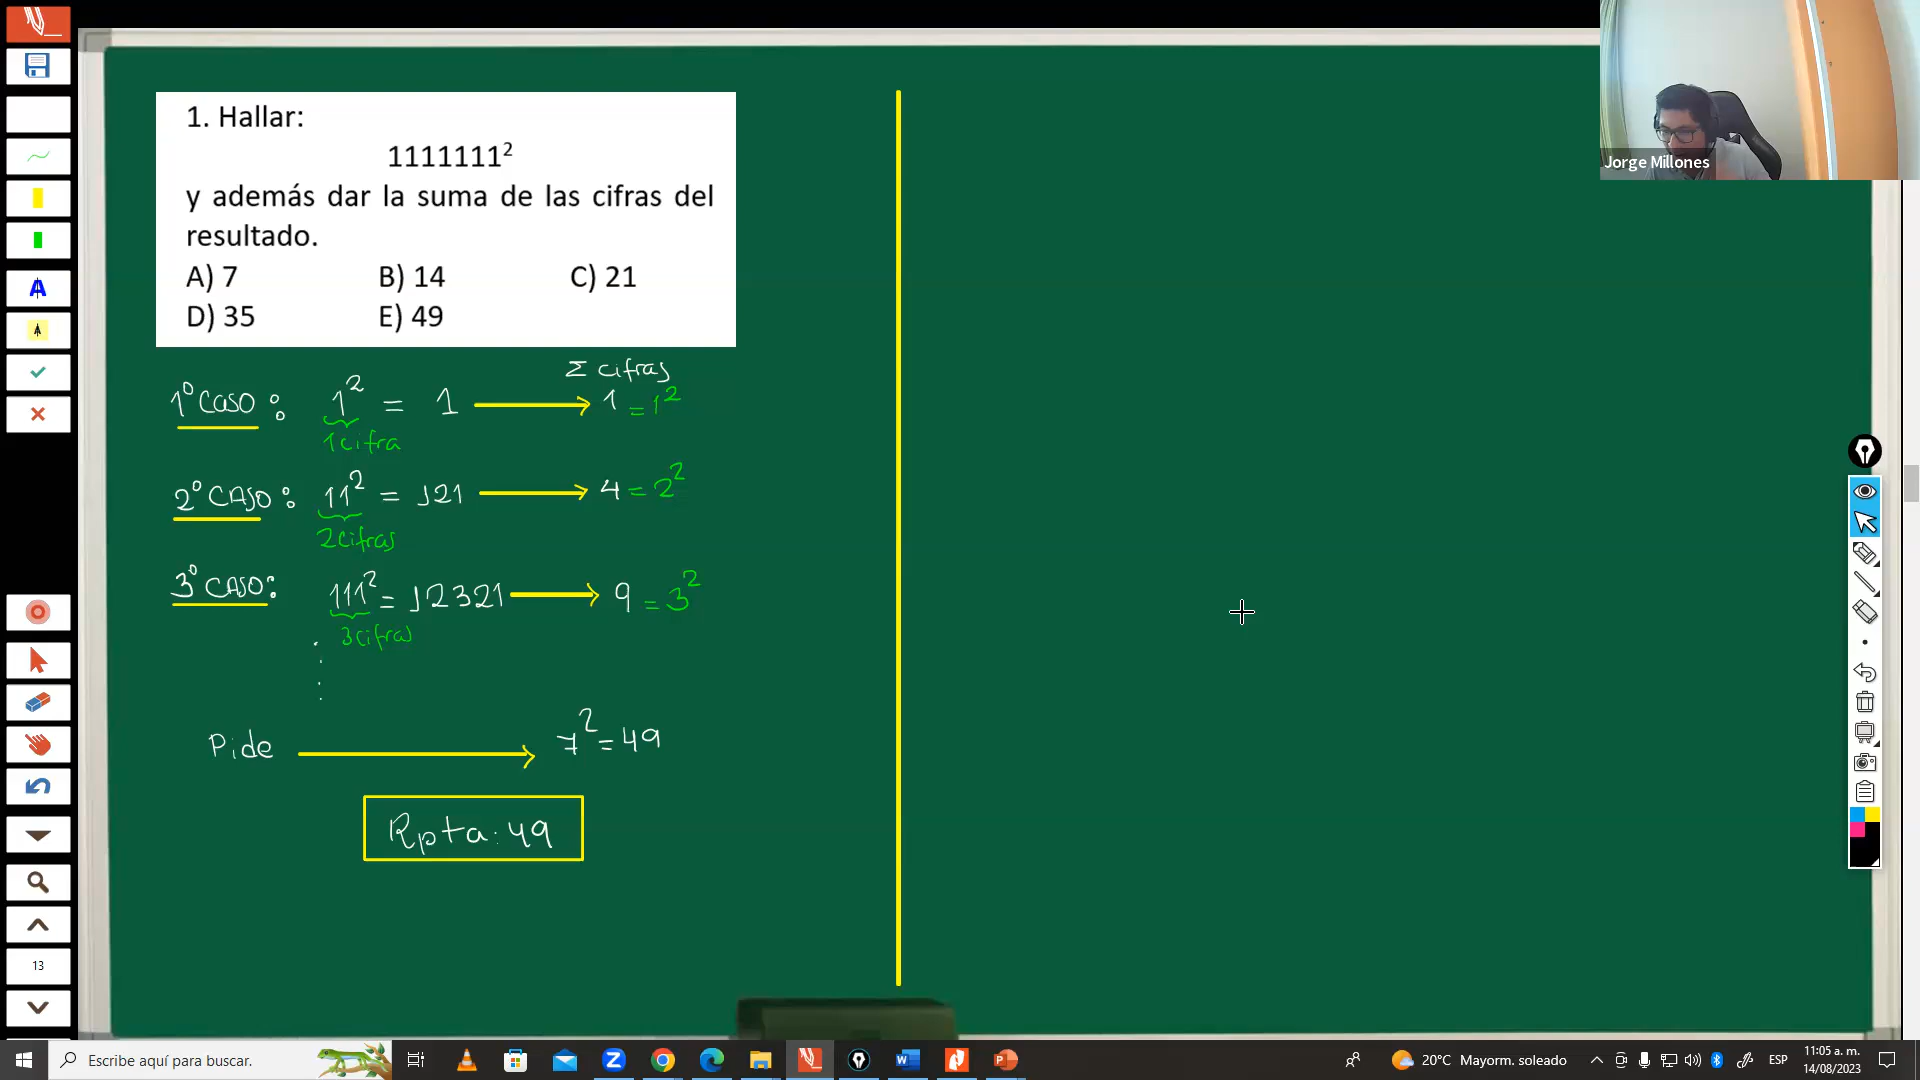 1. Hallar:
1111111²
y además dar la suma de las cifras del
resultado.
A) 7 B) 14 C) 21
D) 35 E) 49
Σ cifras
1° Caso: 1² = 1 → 1 = 1²
1 cifra
2° CASO: 11² = 121 → 4 = 2²
2 cifras
3° CASO: 111² = 12321 → 9 = 3²
3 cifras
Pide → 7² = 49
Rpta: 49
Jorge Millones
A
13
Escribe aquí para buscar.
20°C Mayorm. soleado
ESP
11:05 a. m.
14/08/2023